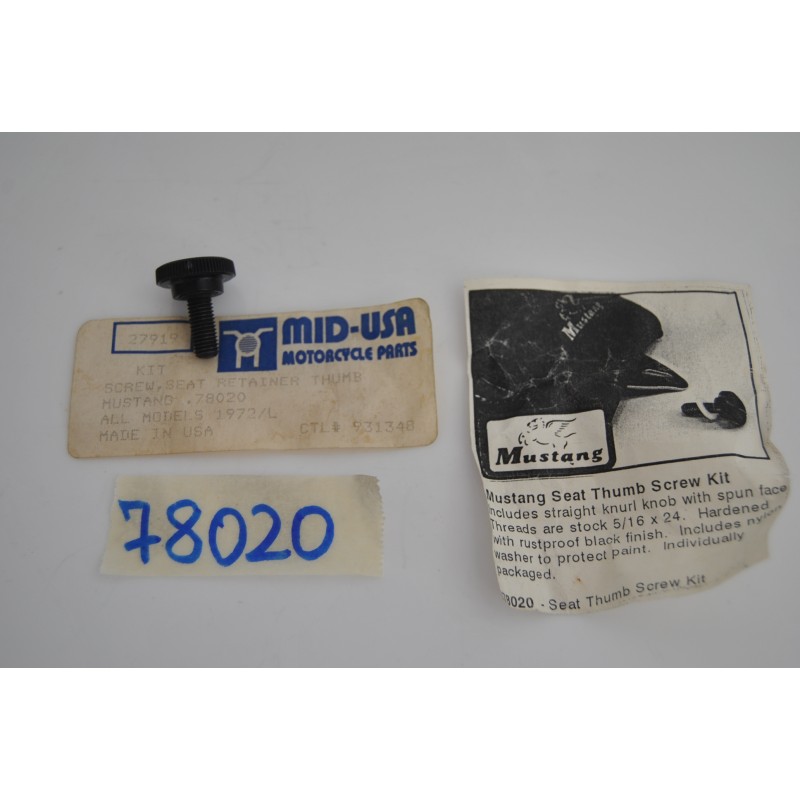 27919
MID-USA
MOTORCYCLE PARTS
KIT
SCREW,SEAT RETAINER THUMB
MUSTAND .78020
ALL MODELS 1972/L
MADE IN USA CTL# 931348
78020
Mustang
Mustang
Mustang Seat Thumb Screw Kit
includes straight knurl knob with spun face
Threads are stock 5/16 x 24. Hardened
with rustproof black finish. Includes nylon
washer to protect paint. Individually
packaged.
78020 - Seat Thumb Screw Kit